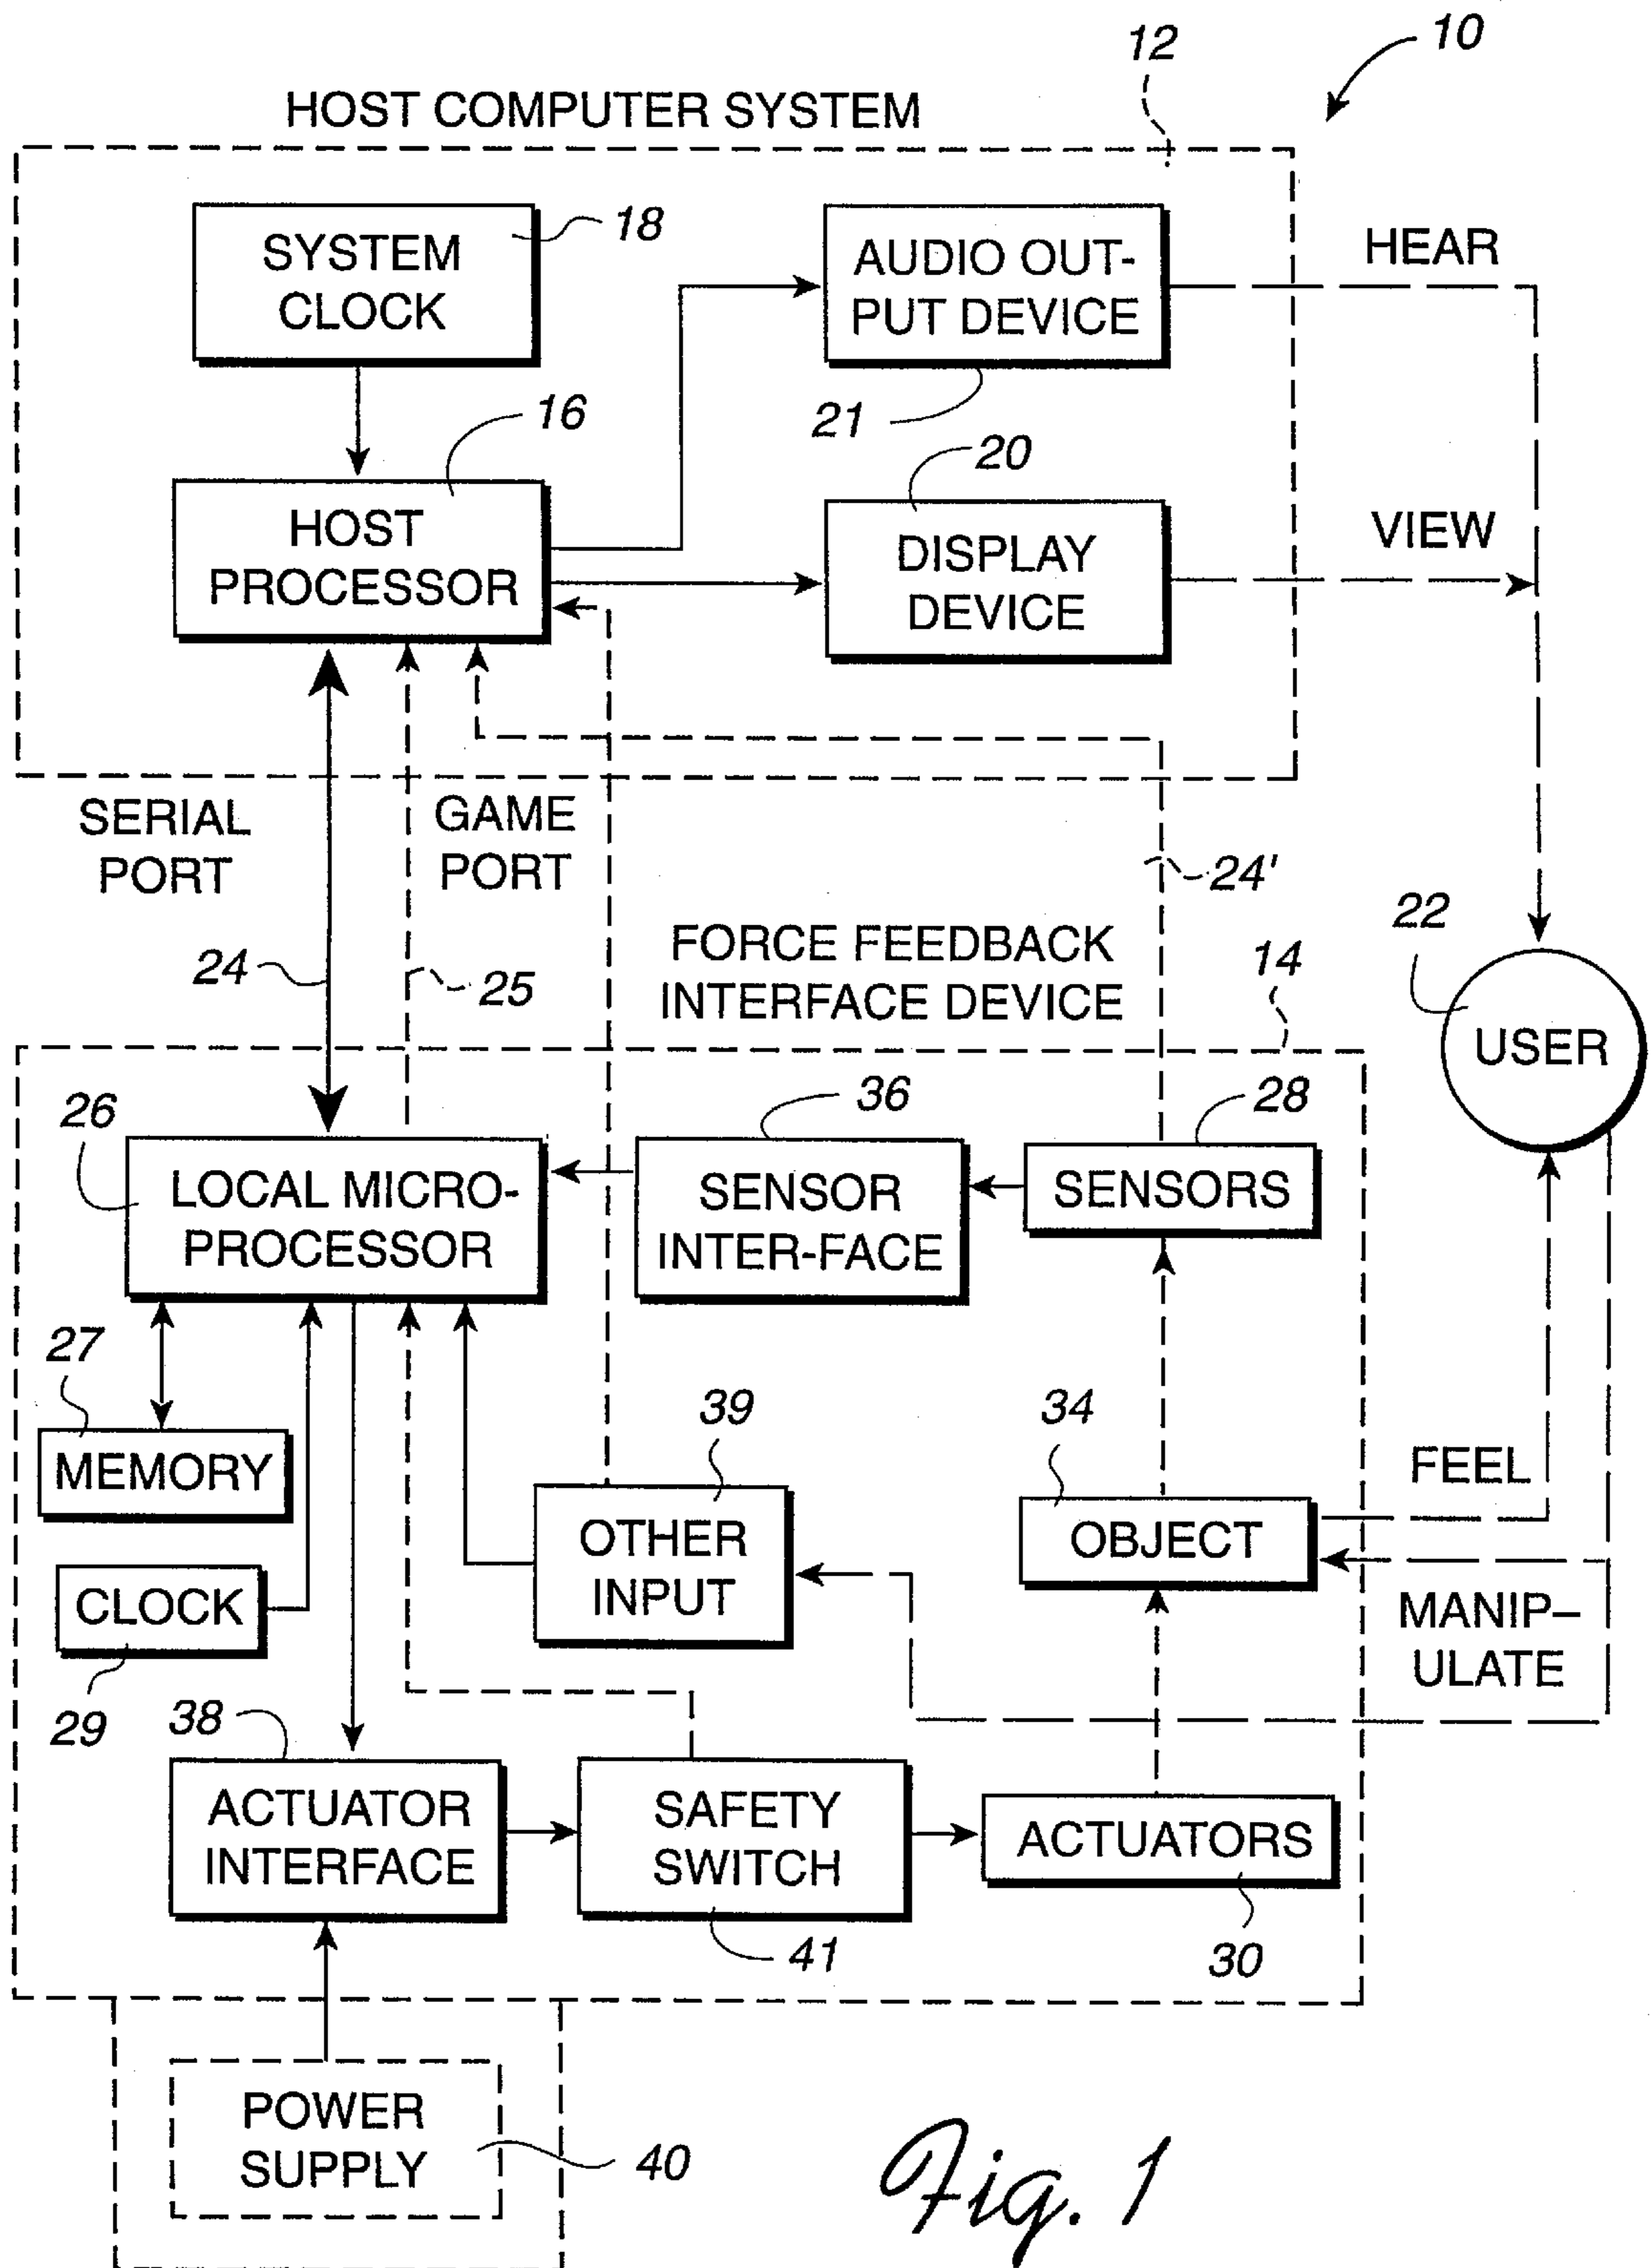 10
12
HOST COMPUTER SYSTEM
SYSTEM
CLOCK
18
AUDIO OUT-
PUT DEVICE
21
HEAR
16
HOST
PROCESSOR
20
DISPLAY
DEVICE
VIEW
SERIAL
PORT
GAME
PORT
24'
24
25
FORCE FEEDBACK
INTERFACE DEVICE
14
22
USER
26
LOCAL MICRO-
PROCESSOR
36
SENSOR
INTER-FACE
28
SENSORS
27
MEMORY
CLOCK
29
39
OTHER
INPUT
34
OBJECT
FEEL
MANIP–
ULATE
38
ACTUATOR
INTERFACE
SAFETY
SWITCH
41
ACTUATORS
30
POWER
SUPPLY
40
Fig. 1